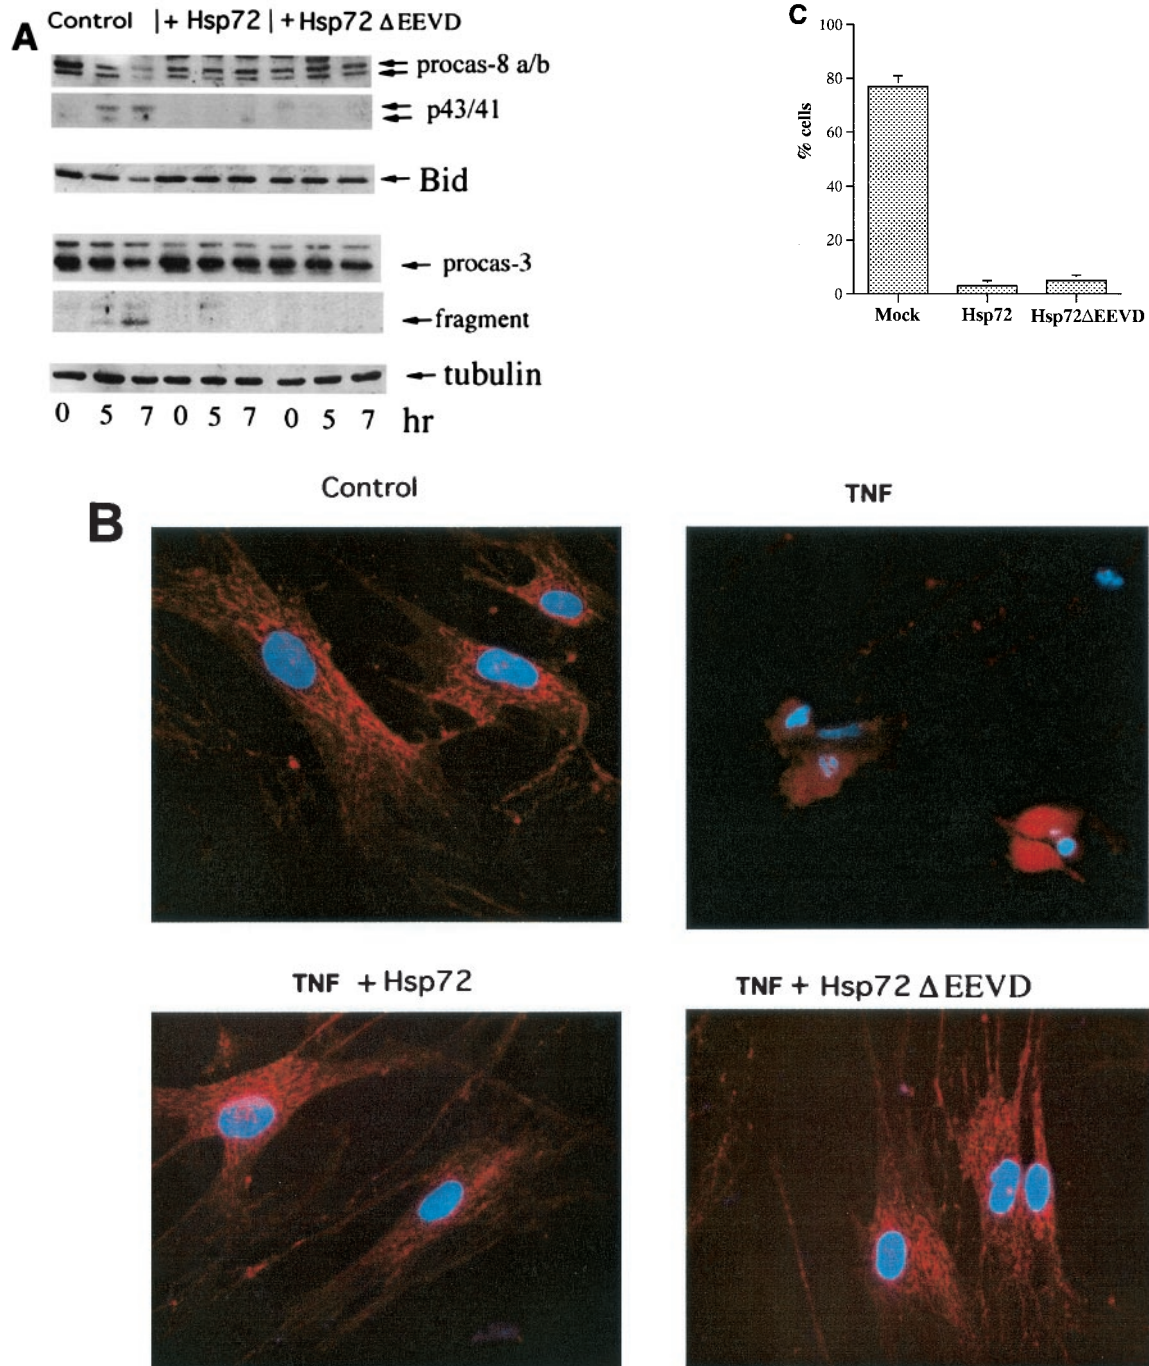 A
Control | + Hsp72 | + Hsp72 Δ EEVD
procas-8 a/b
p43/41
Bid
procas-3
fragment
tubulin
0 5 7 0 5 7 0 5 7 hr
C
100
80
60
40
20
0
% cells
Mock Hsp72 Hsp72ΔEEVD
B
Control
TNF
TNF + Hsp72
TNF + Hsp72 Δ EEVD